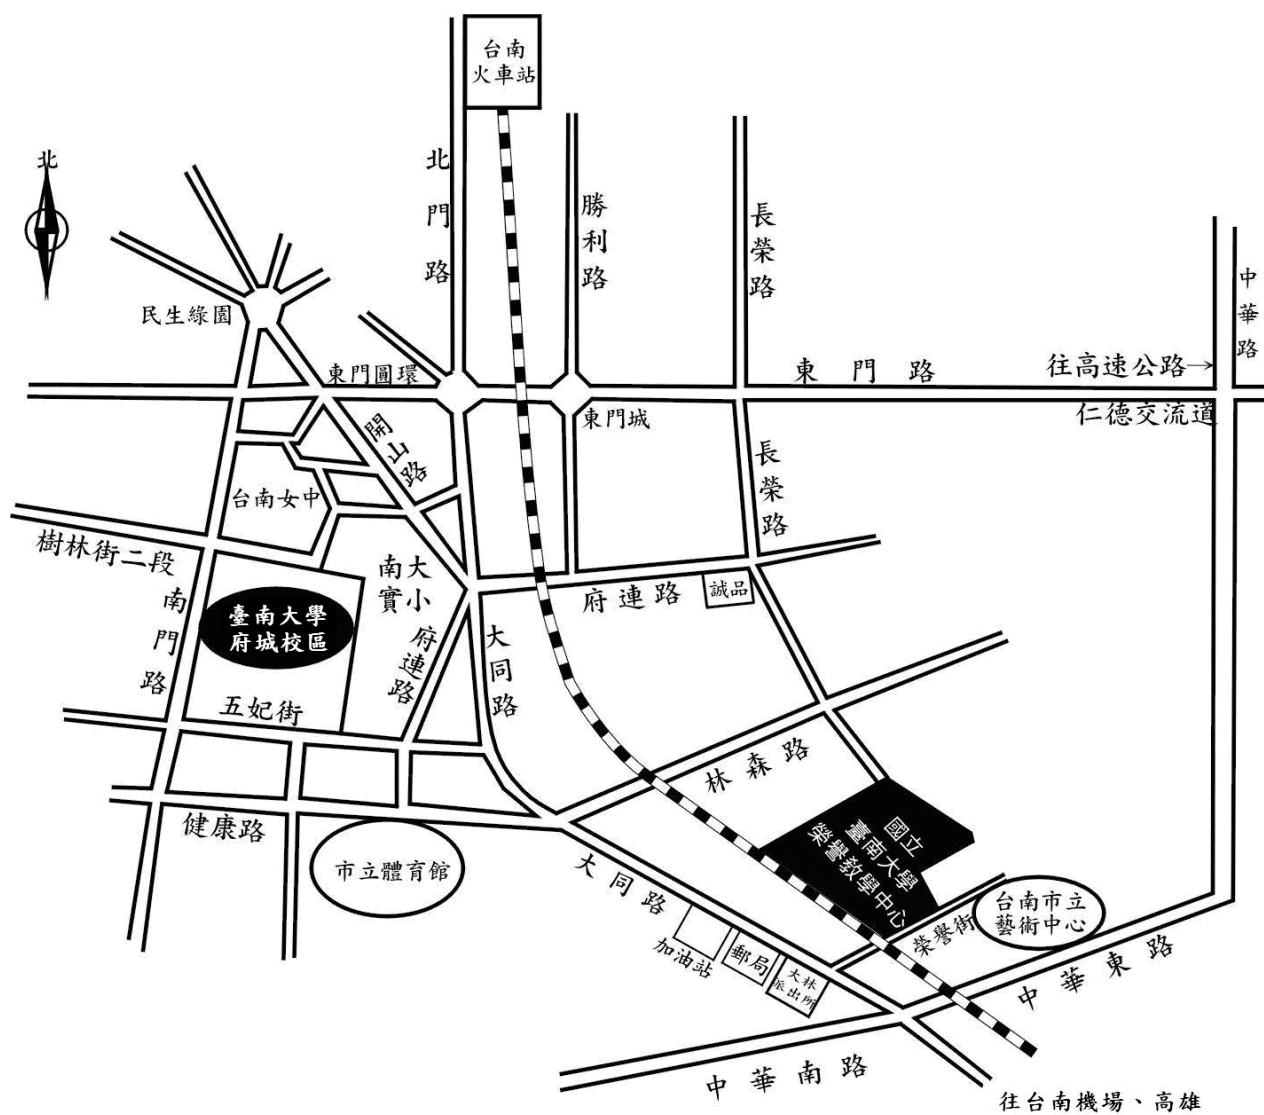 台南
火車站
北
北門路
勝利路
長榮路
中華路
民生綠園
東門圓環
東門路
往高速公路→
仁德交流道
東門城
開山路
長榮路
台南女中
樹林街二段
南大
實小
府連路
誠品
臺南大學
府城校區
南門路
府連路
大同路
五妃街
林森路
健康路
國立
臺南大學
榮譽教學中心
市立體育館
大同路
台南市立
藝術中心
榮譽街
加油站
郵局
大林
派出所
中華東路
中華南路
往台南機場、高雄